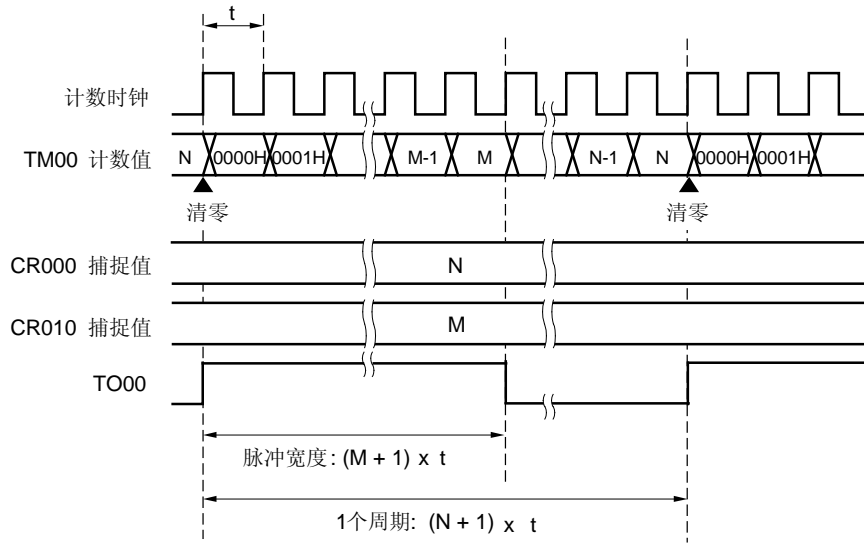 t
计数时钟
TM00 计数值 N 0000H 0001H M-1 M N-1 N 0000H 0001H
清零 清零
CR000 捕捉值 N
CR010 捕捉值 M
TO00
脉冲宽度: (M + 1) x t
1个周期: (N + 1) x t